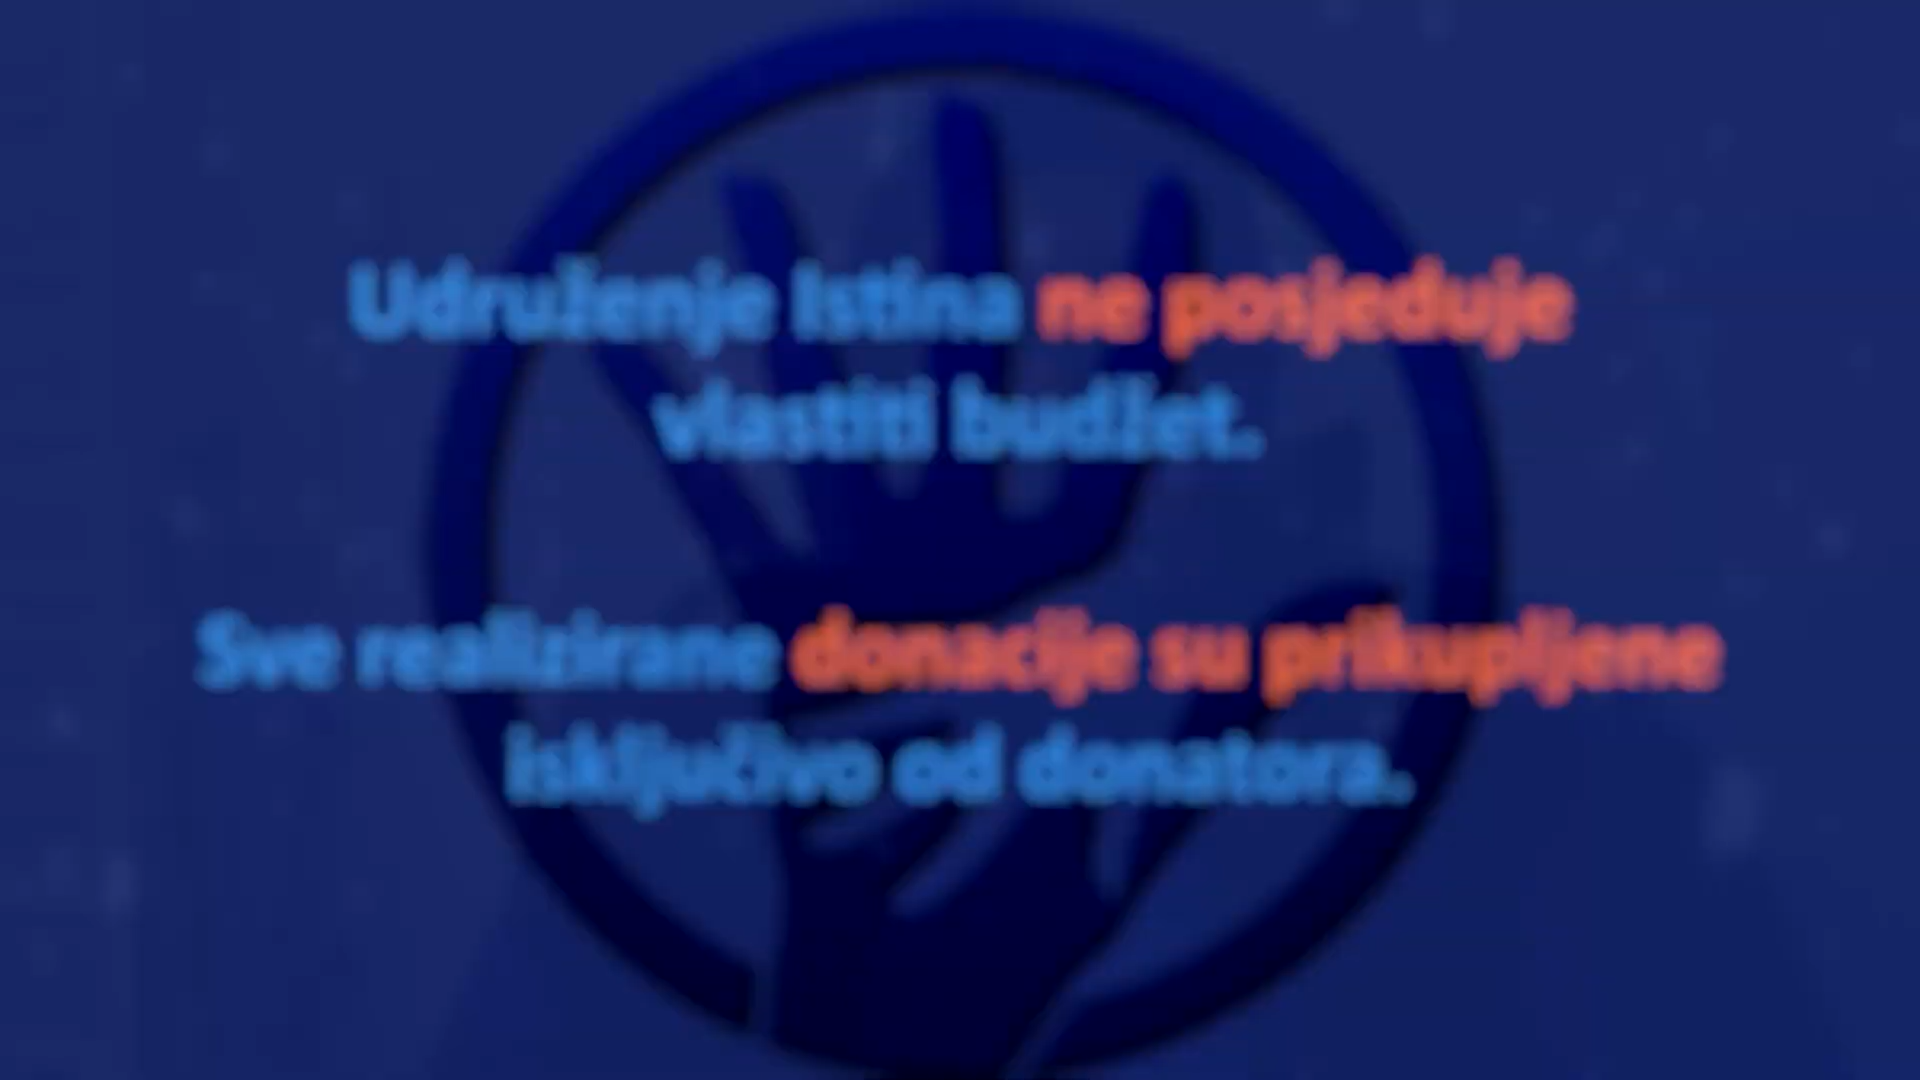 Udruženje Istina ne posjeduje
vlastiti budžet.
Sve realizirane donacije su prikupljene
isključivo od donatora.